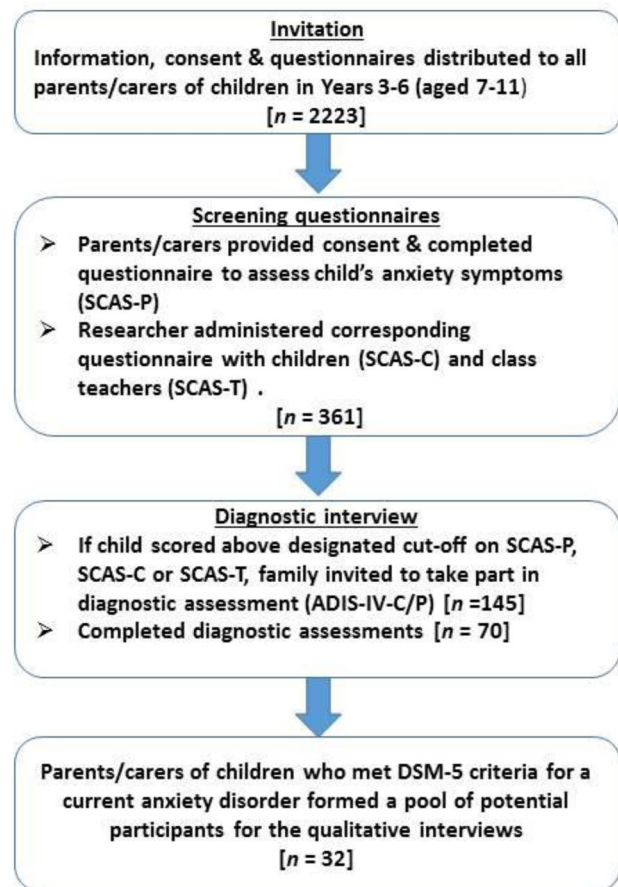 Invitation
Information, consent & questionnaires distributed to all
parents/carers of children in Years 3-6 (aged 7-11)
[n = 2223]
Screening questionnaires
➢ Parents/carers provided consent & completed
questionnaire to assess child's anxiety symptoms
(SCAS-P)
➢ Researcher administered corresponding
questionnaire with children (SCAS-C) and class
teachers (SCAS-T) .
[n = 361]
Diagnostic interview
➢ If child scored above designated cut-off on SCAS-P,
SCAS-C or SCAS-T, family invited to take part in
diagnostic assessment (ADIS-IV-C/P) [n =145]
➢ Completed diagnostic assessments [n = 70]
Parents/carers of children who met DSM-5 criteria for a
current anxiety disorder formed a pool of potential
participants for the qualitative interviews
[n = 32]